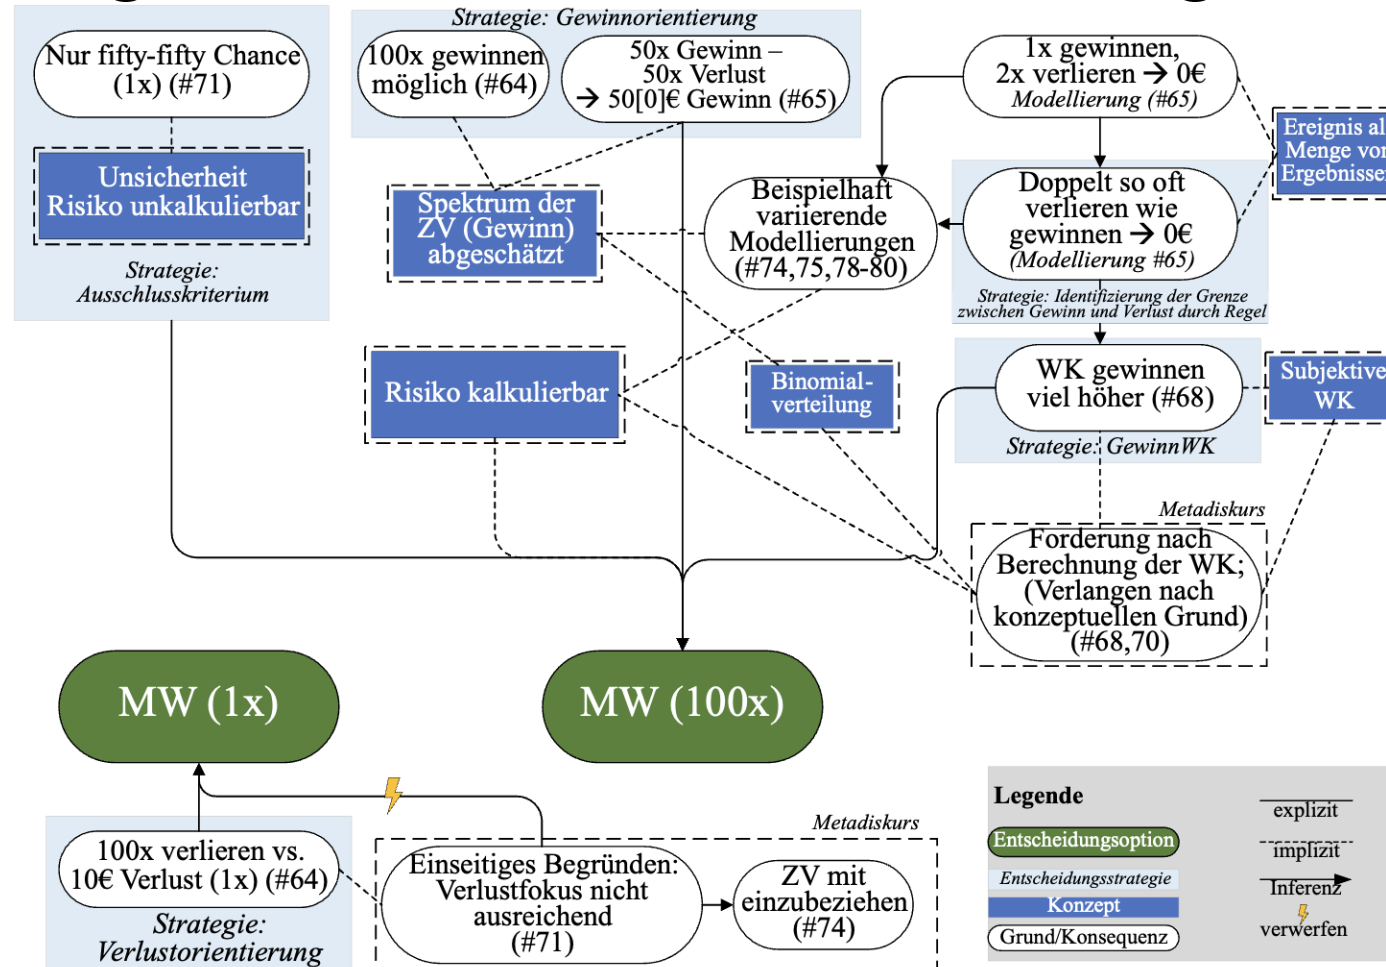 Strategie: Gewinnorientierung
Nur fifty-fifty Chance
(1x) (#71)
100x gewinnen
möglich (#64)
50x Gewinn –
50x Verlust
→ 50[0]€ Gewinn (#65)
1x gewinnen,
2x verlieren → 0€
Modellierung (#65)
Unsicherheit
Risiko unkalkulierbar
Strategie:
Ausschlusskriterium
Spektrum der
ZV (Gewinn)
abgeschätzt
Beispielhaft
variierende
Modellierungen
(#74,75,78-80)
Doppelt so oft
verlieren wie
gewinnen → 0€
(Modellierung #65)
Strategie: Identifizierung der Grenze
zwischen Gewinn und Verlust durch Regel
Ereignis al
Menge vor
Ergebnisser
Risiko kalkulierbar
Binomial-
verteilung
WK gewinnen
viel höher (#68)
Strategie: GewinnWK
Subjektive
WK
Metadiskurs
Forderung nach
Berechnung der WK;
(Verlangen nach
konzeptuellen Grund)
(#68,70)
MW (1x)
MW (100x)
100x verlieren vs.
10€ Verlust (1x) (#64)
Strategie:
Verlustorientierung
Metadiskurs
Einseitiges Begründen:
Verlustfokus nicht
ausreichend
(#71)
ZV mit
einzubeziehen
(#74)
Legende
Entscheidungsoption
Entscheidungsstrategie
Konzept
Grund/Konsequenz
explizit
implizit
Inferenz
verwerfen